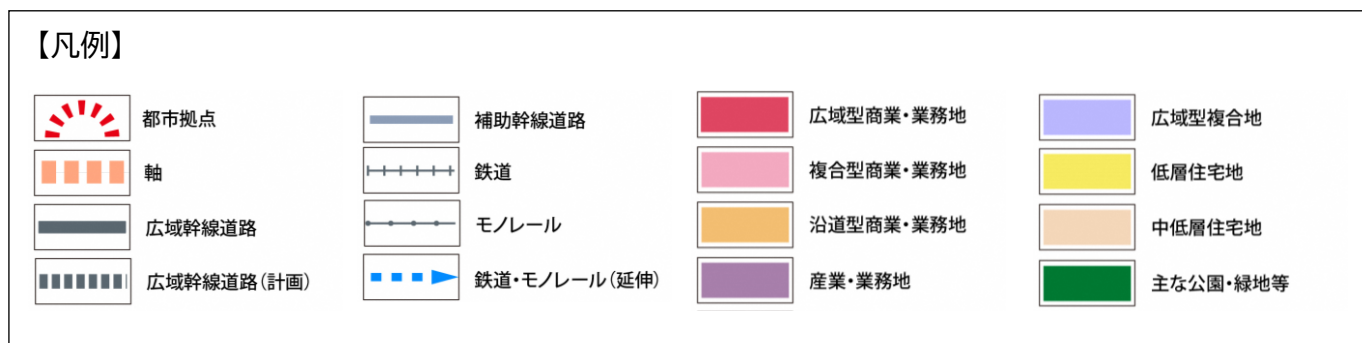 【凡例】
都市拠点
軸
広域幹線道路
広域幹線道路(計画)
補助幹線道路
鉄道
モノレール
鉄道・モノレール(延伸)
広域型商業・業務地
複合型商業・業務地
沿道型商業・業務地
産業・業務地
広域型複合地
低層住宅地
中低層住宅地
主な公園・緑地等